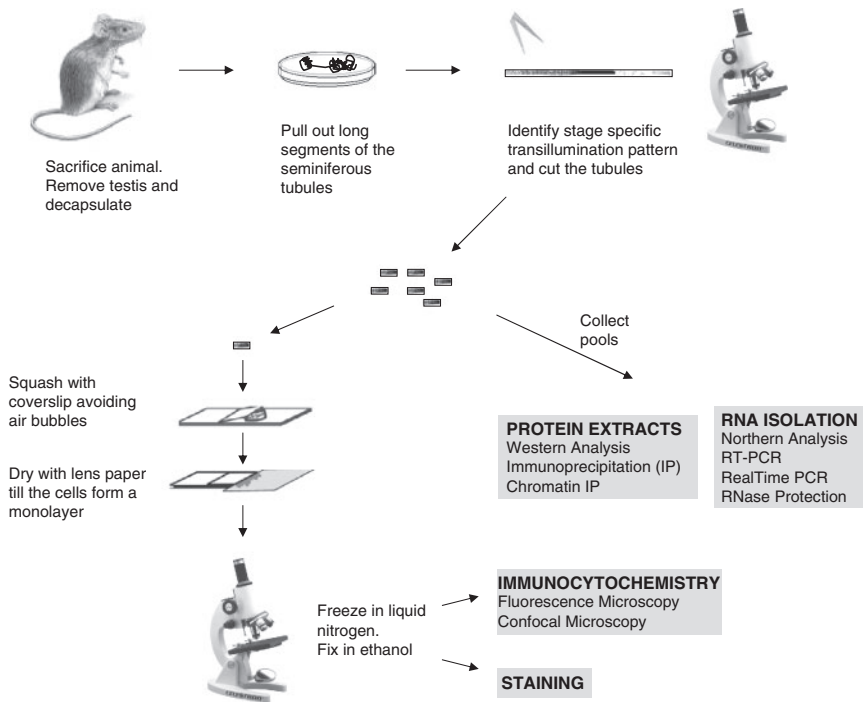 Sacrifice animal.
Remove testis and
decapsulate
Pull out long
segments of the
seminiferous
tubules
Identify stage specific
transillumination pattern
and cut the tubules
Collect
pools
Squash with
coverslip avoiding
air bubbles
Dry with lens paper
till the cells form a
monolayer
PROTEIN EXTRACTS
Western Analysis
Immunoprecipitation (IP)
Chromatin IP
RNA ISOLATION
Northern Analysis
RT-PCR
RealTime PCR
RNase Protection
Freeze in liquid
nitrogen.
Fix in ethanol
IMMUNOCYTOCHEMISTRY
Fluorescence Microscopy
Confocal Microscopy
STAINING